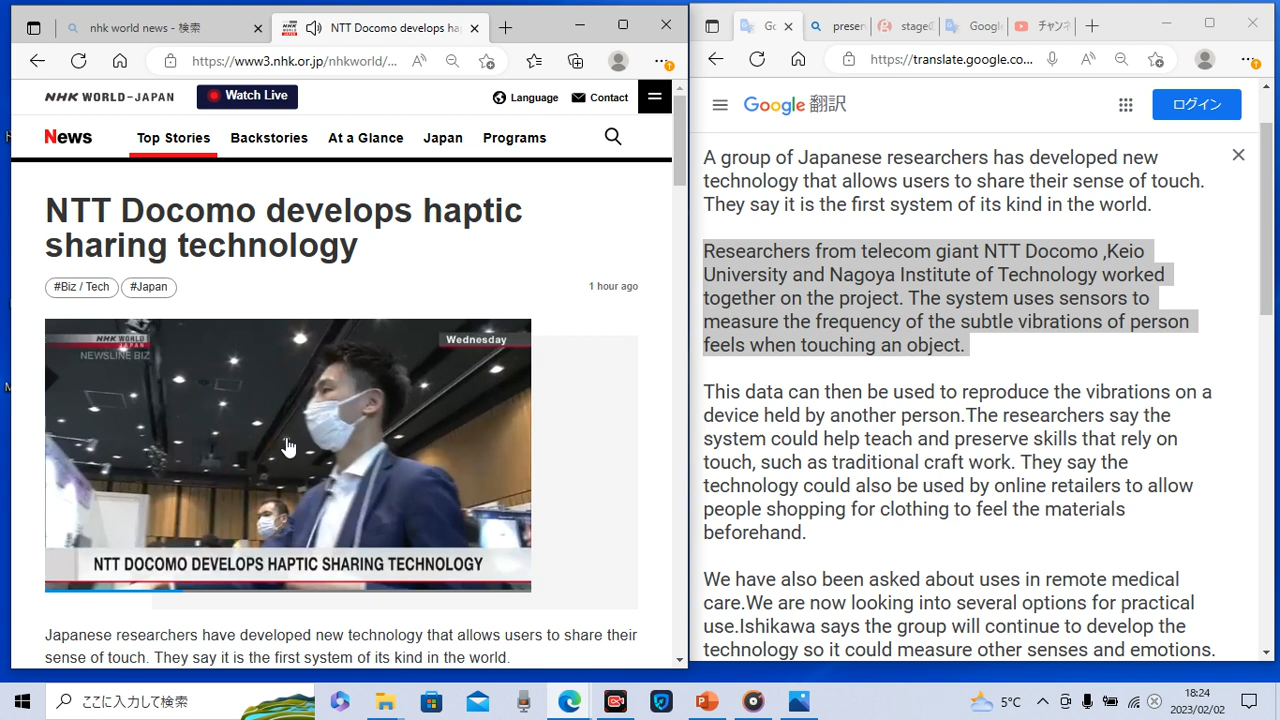 nhk world news - 検索
NTT Docomo develops ha
https://www3.nhk.or.jp/nhkworld/...
NHK WORLD-JAPAN
Watch Live
Language
Contact
News
Top Stories
Backstories
At a Glance
Japan
Programs
NTT Docomo develops haptic
sharing technology
#Biz / Tech
#Japan
1 hour ago
NHK WORLD
JAPAN
NEWSLINE BIZ
Wednesday
NTT DOCOMO DEVELOPS HAPTIC SHARING TECHNOLOGY
Japanese researchers have developed new technology that allows users to share their
sense of touch. They say it is the first system of its kind in the world.
Go
preser
stage
Google
チャンネ
https://translate.google.co...
Google 翻訳
ログイン
A group of Japanese researchers has developed new
technology that allows users to share their sense of touch.
They say it is the first system of its kind in the world.
Researchers from telecom giant NTT Docomo ,Keio
University and Nagoya Institute of Technology worked
together on the project. The system uses sensors to
measure the frequency of the subtle vibrations of person
feels when touching an object.
This data can then be used to reproduce the vibrations on a
device held by another person.The researchers say the
system could help teach and preserve skills that rely on
touch, such as traditional craft work. They say the
technology could also be used by online retailers to allow
people shopping for clothing to feel the materials
beforehand.
We have also been asked about uses in remote medical
care.We are now looking into several options for practical
use.Ishikawa says the group will continue to develop the
technology so it could measure other senses and emotions.
ここに入力して検索
5°C
18:24
2023/02/02